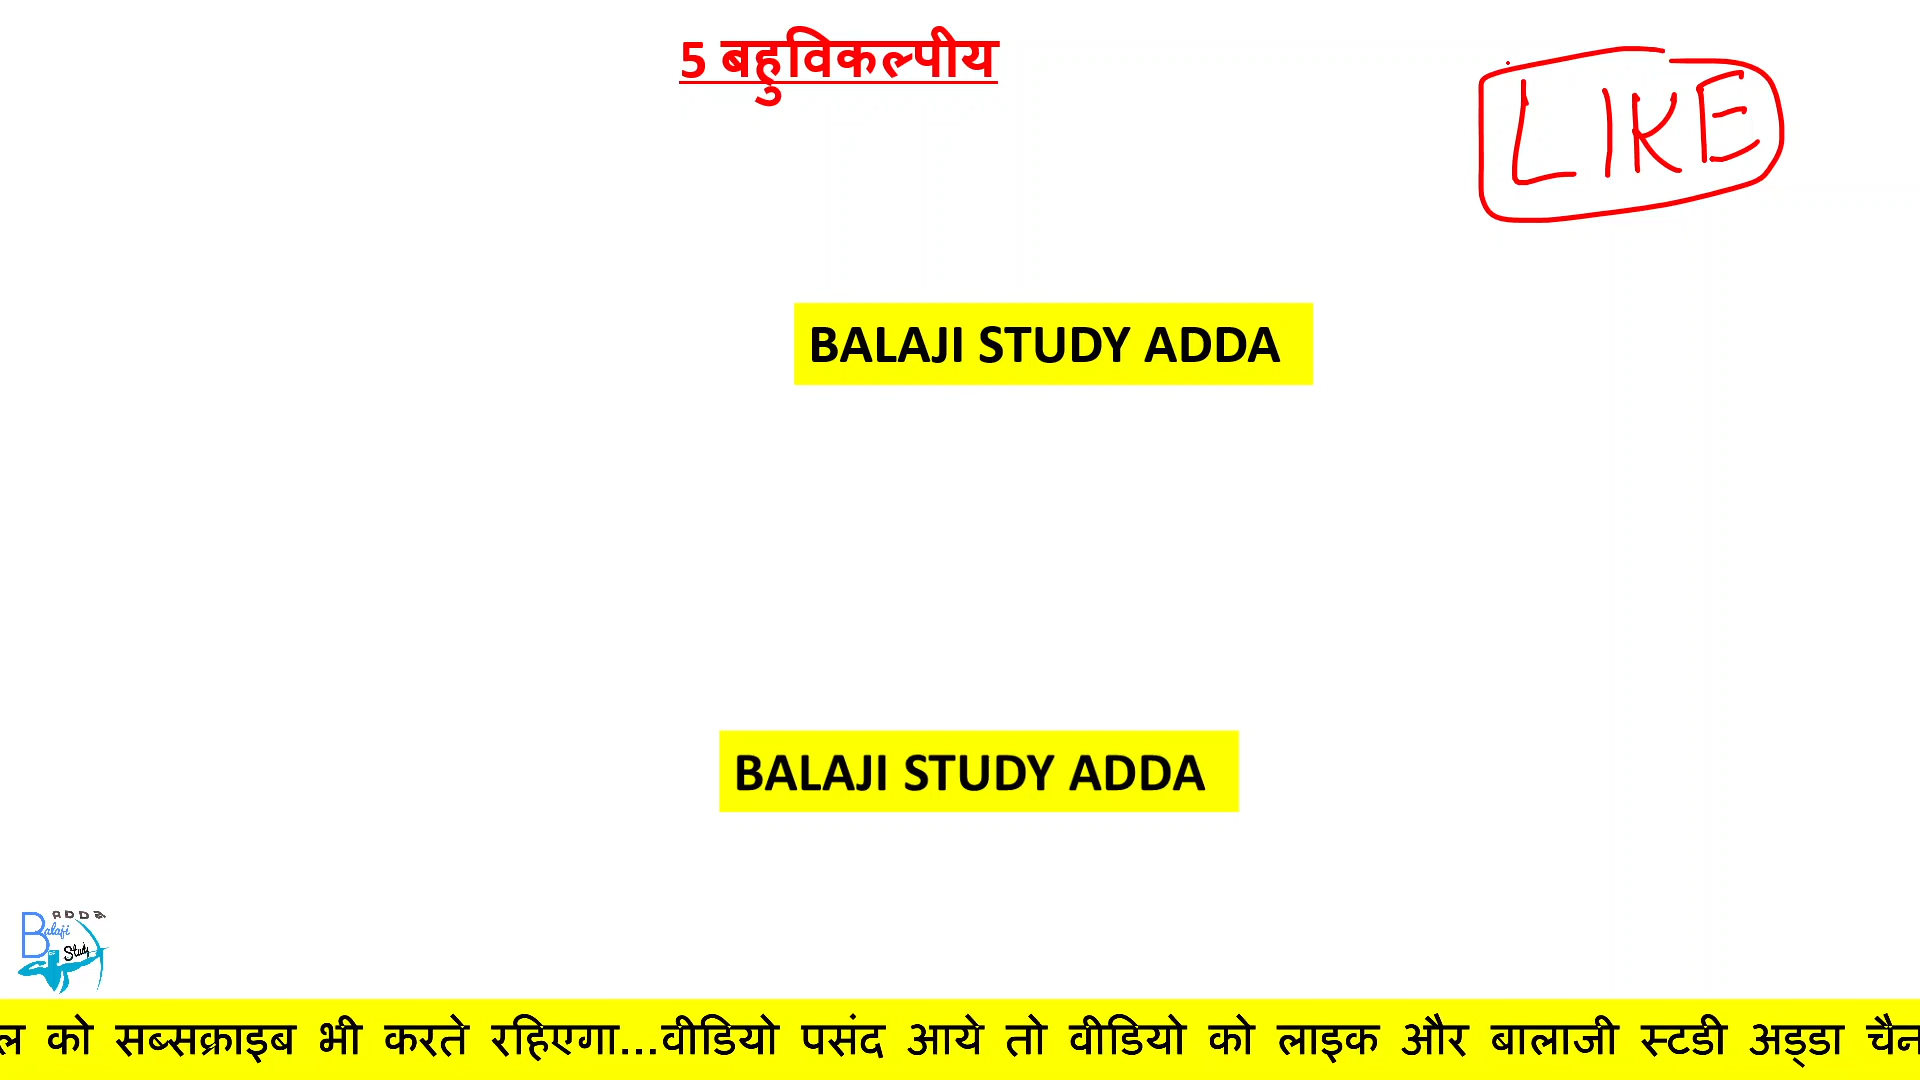 5 बहुविकल्पीय
LIKE
BALAJI STUDY ADDA
BALAJI STUDY ADDA
ADDA
Balaji
Study
को सब्सक्राइब भी करते रहिएगा...वीडियो पसंद आये तो वीडियो को लाइक और बालाजी स्टडी अड्डा